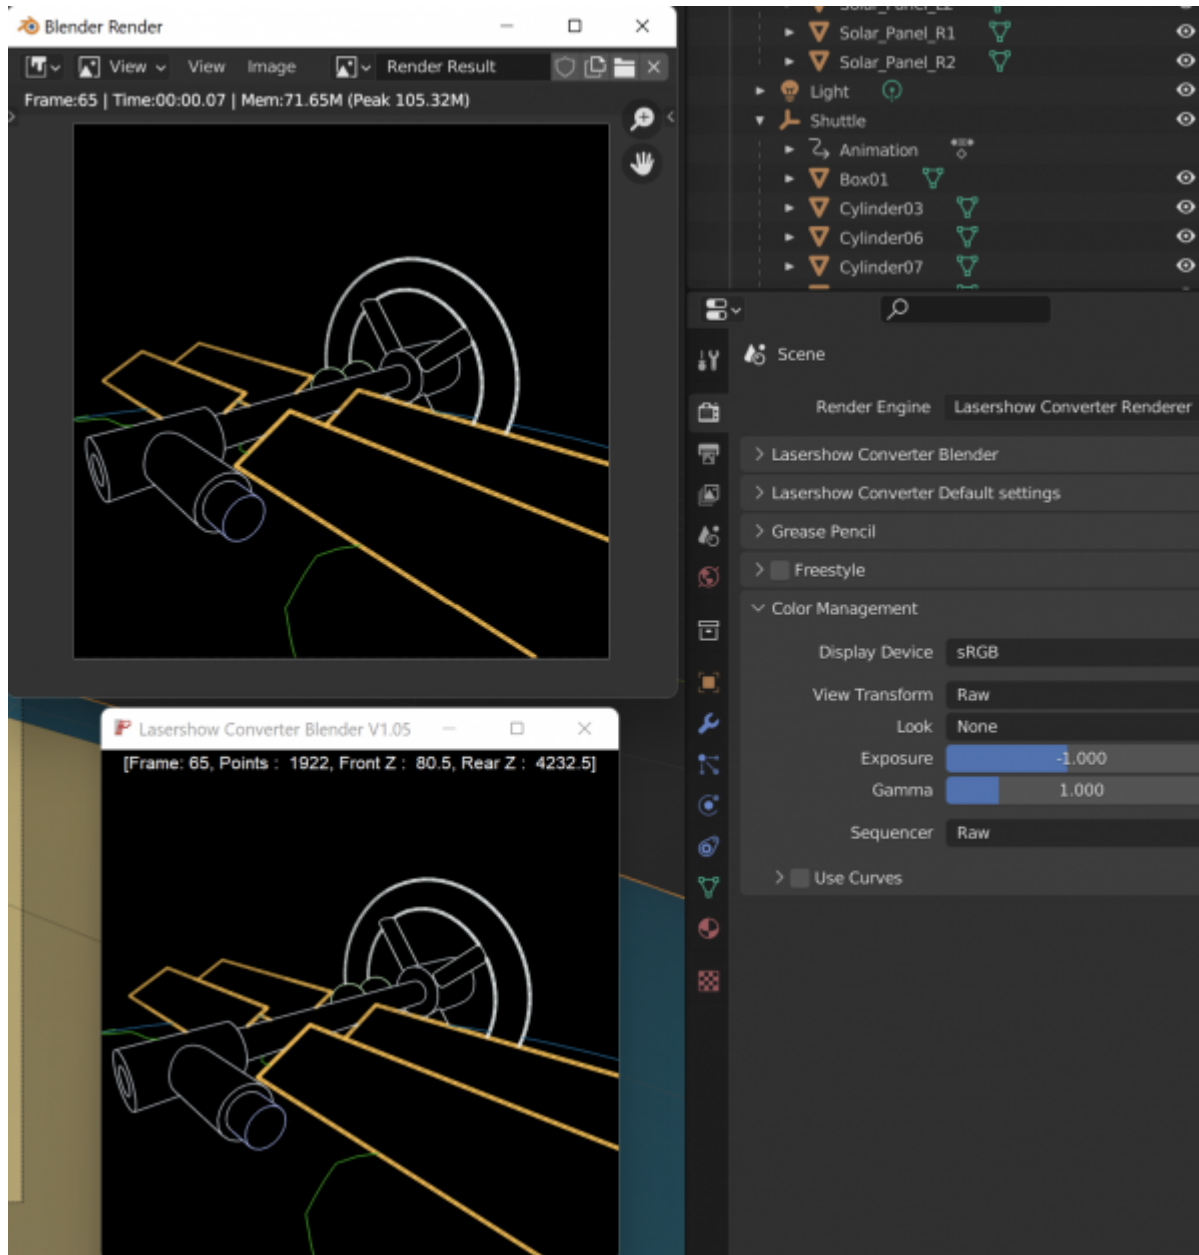 Blender Render
View View Image Render Result
Frame:65 | Time:00:00.07 | Mem:71.65M (Peak 105.32M)
Solar_Panel_R1
Solar_Panel_R2
Light
Shuttle
Animation
Box01
Cylinder03
Cylinder06
Cylinder07
Scene
Render Engine Lasershow Converter Renderer
Lasershow Converter Blender
Lasershow Converter Default settings
Grease Pencil
Freestyle
Color Management
Display Device sRGB
View Transform Raw
Look None
Exposure -1.000
Gamma 1.000
Sequencer Raw
Use Curves
Lasershow Converter Blender V1.05
[Frame: 65, Points : 1922, Front Z : 80.5, Rear Z : 4232.5]